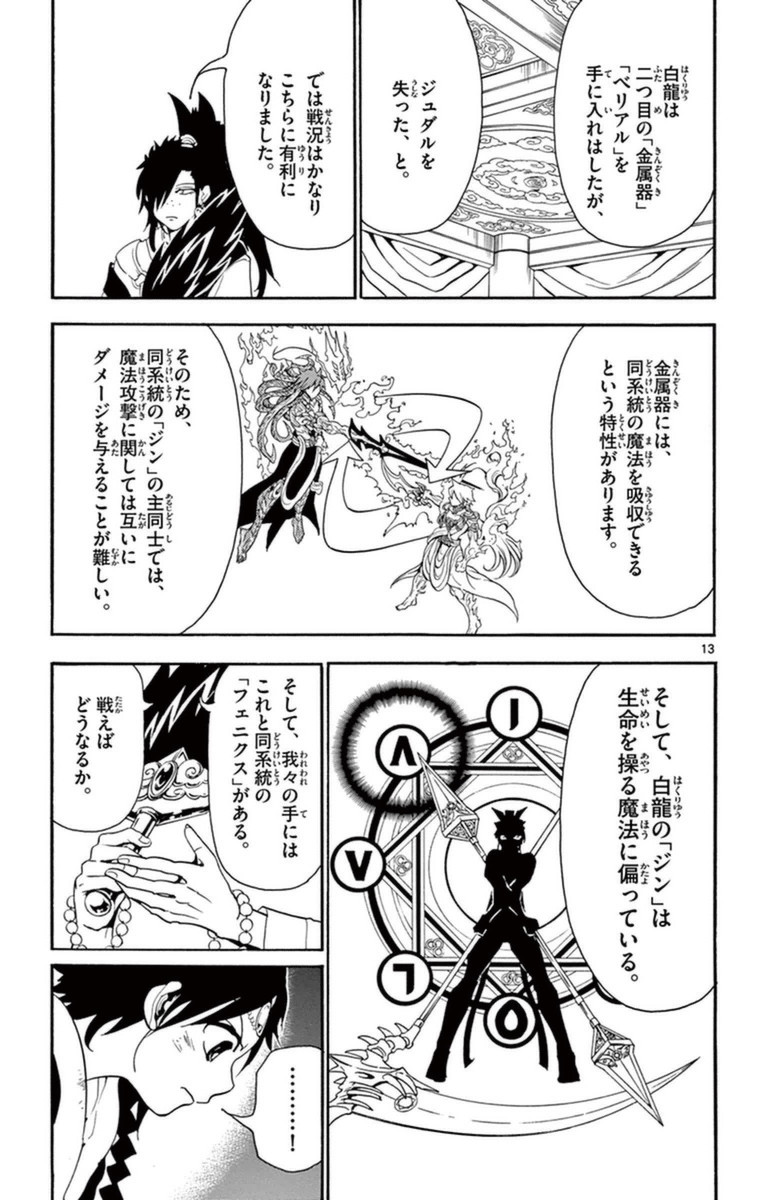 白龍は
二つ目の「金属器」
「ベリアル」を
手に入れはしたが、
ジュダルを
失った、と。
では戦況はかなり
こちらに有利に
なりました。
金属器には、
同系統の魔法を吸収できる
という特性があります。
そのため、
同系統の「ジン」の主同士では、
魔法攻撃に関しては互いに
ダメージを与えることが難しい。
13
そして、白龍の「ジン」は
生命を操る魔法に偏っている。
そして、我々の手には
これと同系統の
「フェニクス」がある。
戦えば
どうなるか。
………！